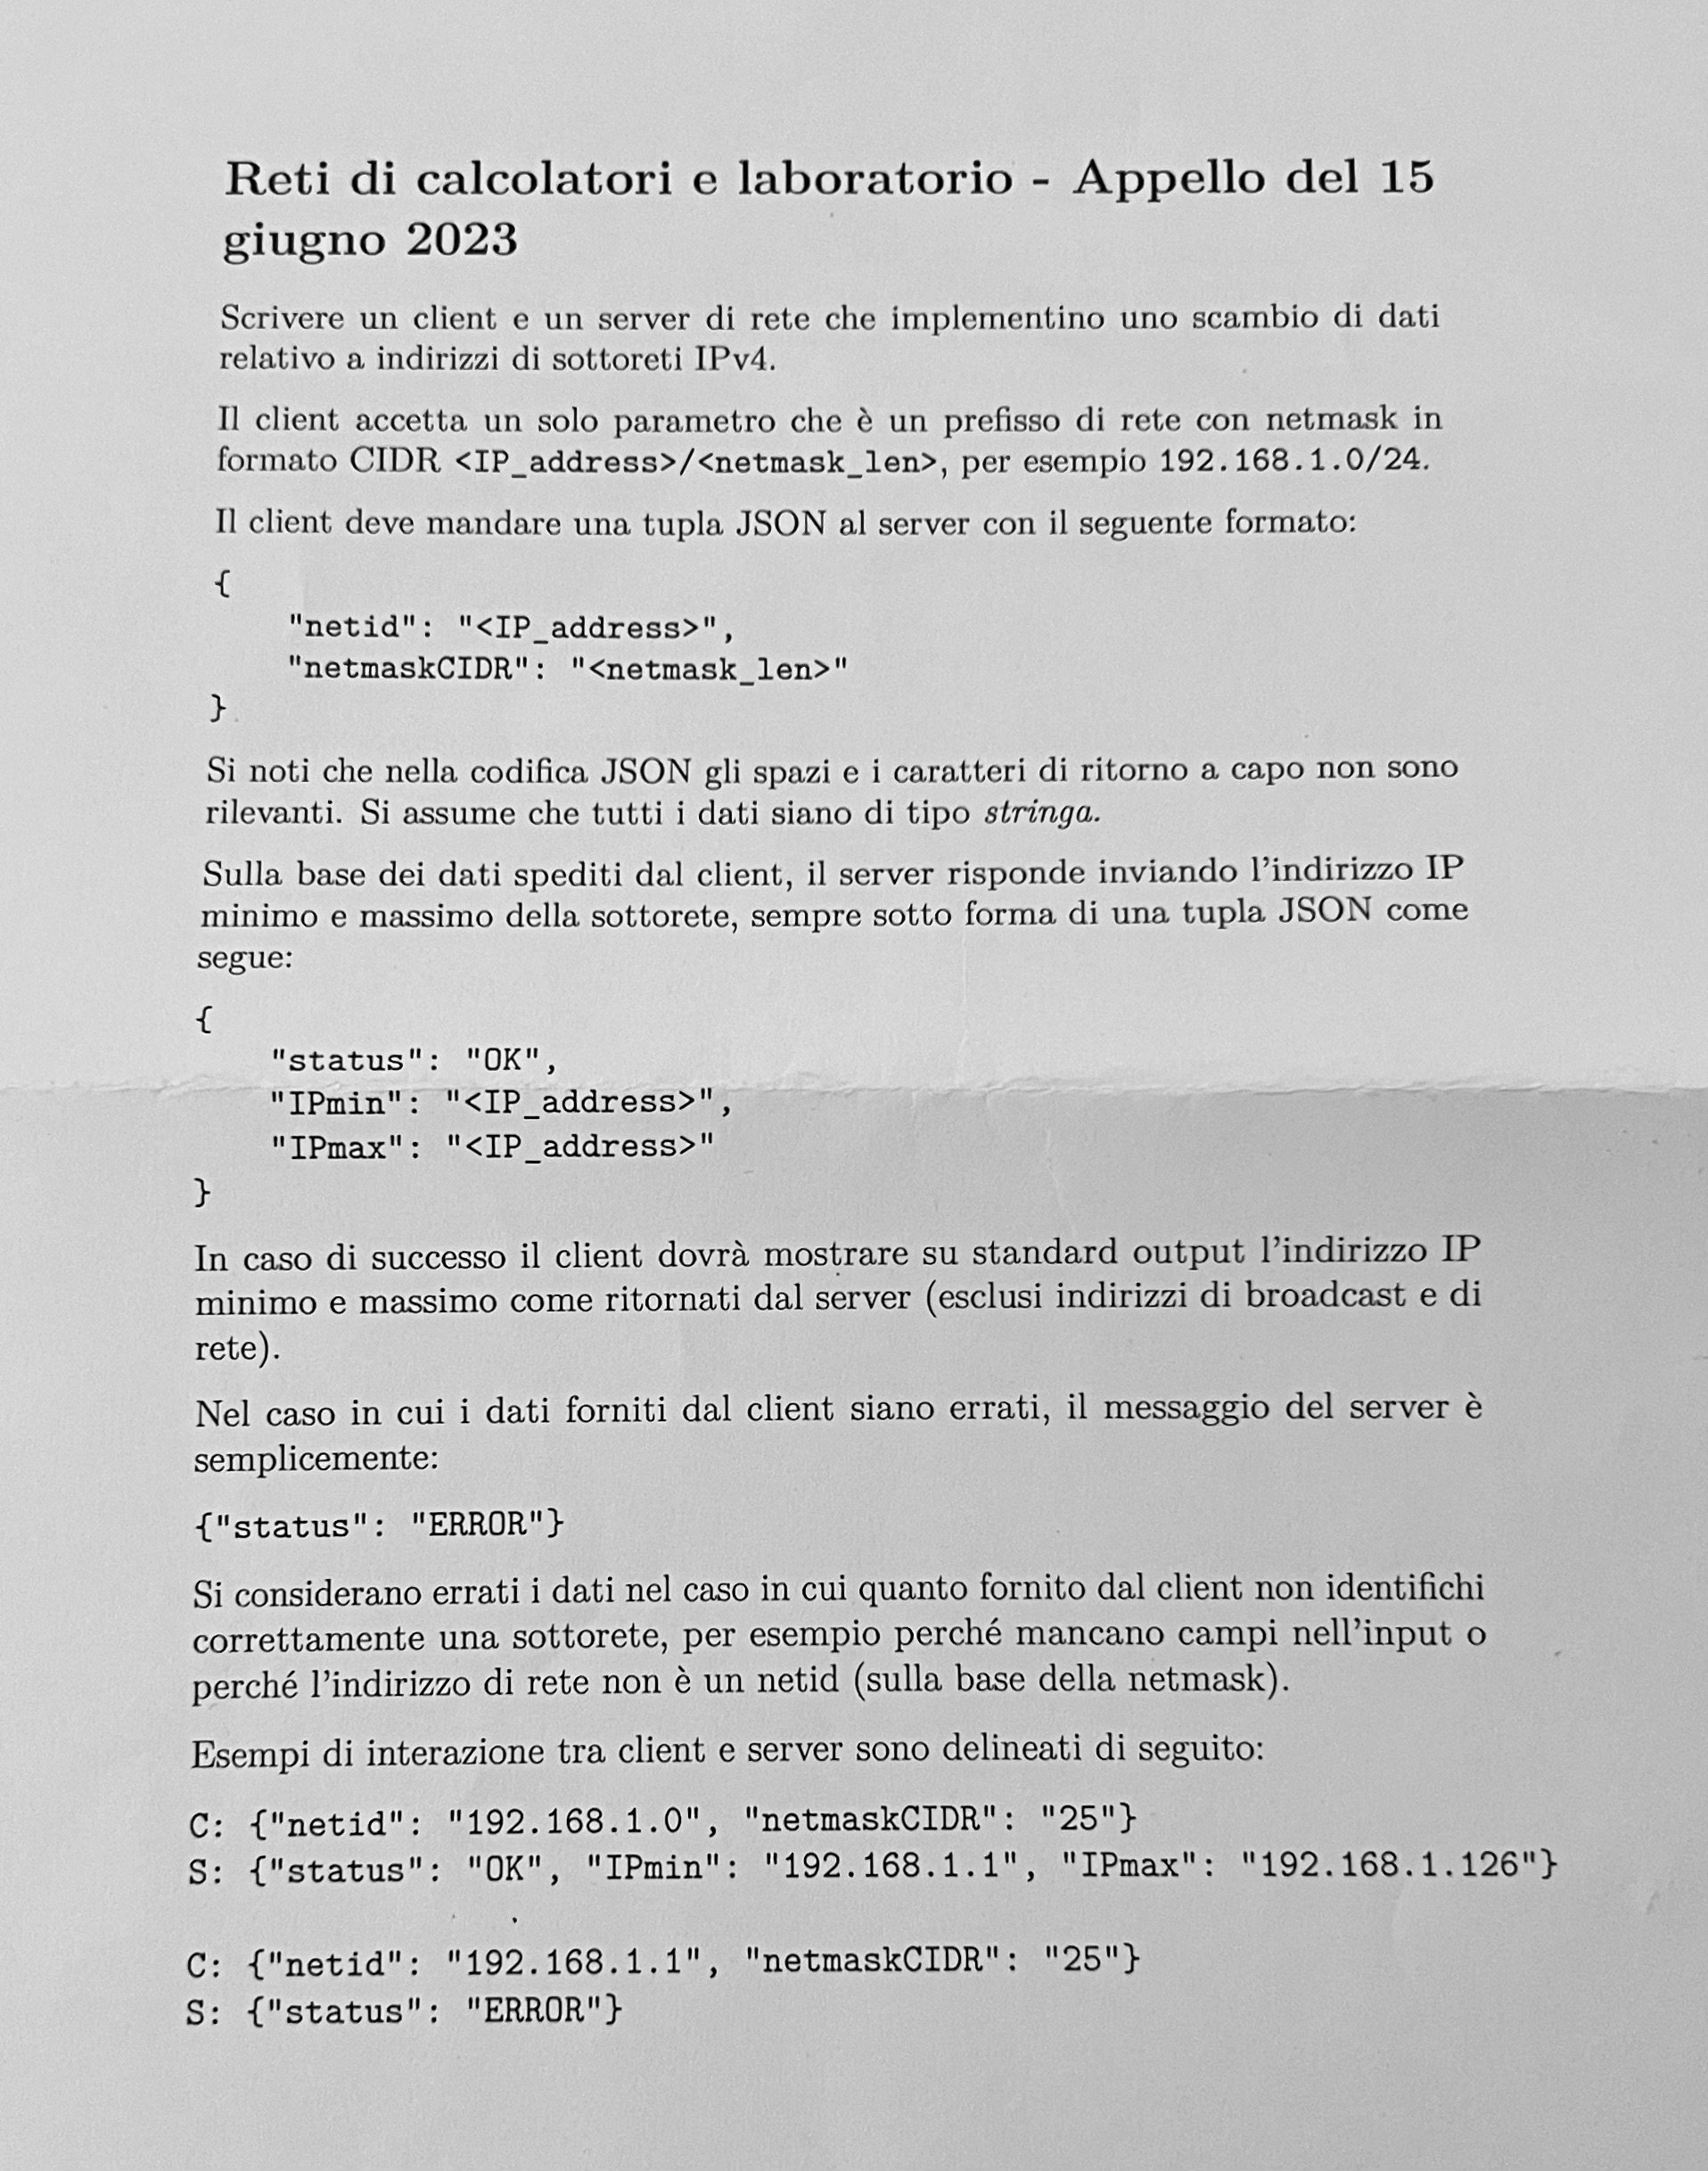 Reti di calcolatori e laboratorio - Appello del 15
giugno 2023
Scrivere un client e un server di rete che implementino uno scambio di dati
relativo a indirizzi di sottoreti IPv4.
Il client accetta un solo parametro che è un prefisso di rete con netmask in
formato CIDR <IP_address>/<netmask_len>, per esempio 192.168.1.0/24.
Il client deve mandare una tupla JSON al server con il seguente formato:
{
"netid": "<IP_address>",
"netmaskCIDR": "<netmask_len>"
}
Si noti che nella codifica JSON gli spazi e i caratteri di ritorno a capo non sono
rilevanti. Si assume che tutti i dati siano di tipo stringa.
Sulla base dei dati spediti dal client, il server risponde inviando l'indirizzo IP
minimo e massimo della sottorete, sempre sotto forma di una tupla JSON come
segue:
{
"status": "OK",
"IPmin": "<IP_address>",
"IPmax": "<IP_address>"
}
In caso di successo il client dovrà mostrare su standard output l'indirizzo IP
minimo e massimo come ritornati dal server (esclusi indirizzi di broadcast e di
rete).
Nel caso in cui i dati forniti dal client siano errati, il messaggio del server è
semplicemente:
{"status": "ERROR"}
Si considerano errati i dati nel caso in cui quanto fornito dal client non identifichi
correttamente una sottorete, per esempio perché mancano campi nell'input o
perché l'indirizzo di rete non è un netid (sulla base della netmask).
Esempi di interazione tra client e server sono delineati di seguito:
C: {"netid": "192.168.1.0", "netmaskCIDR": "25"}
S: {"status": "OK", "IPmin": "192.168.1.1", "IPmax": "192.168.1.126"}
C: {"netid": "192.168.1.1", "netmaskCIDR": "25"}
S: {"status": "ERROR"}